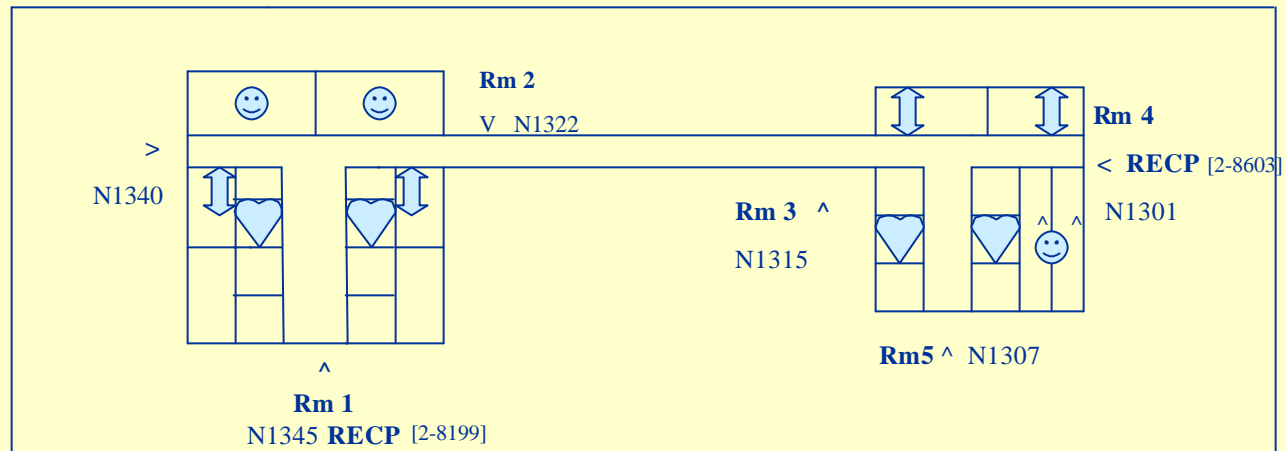 Rm 2
V N1322
Rm 4
>
< RECP [2-8603]
N1340
N1301
Rm 3 ^
^ ^
N1315
Rm5 ^ N1307
^
Rm 1
N1345 RECP [2-8199]